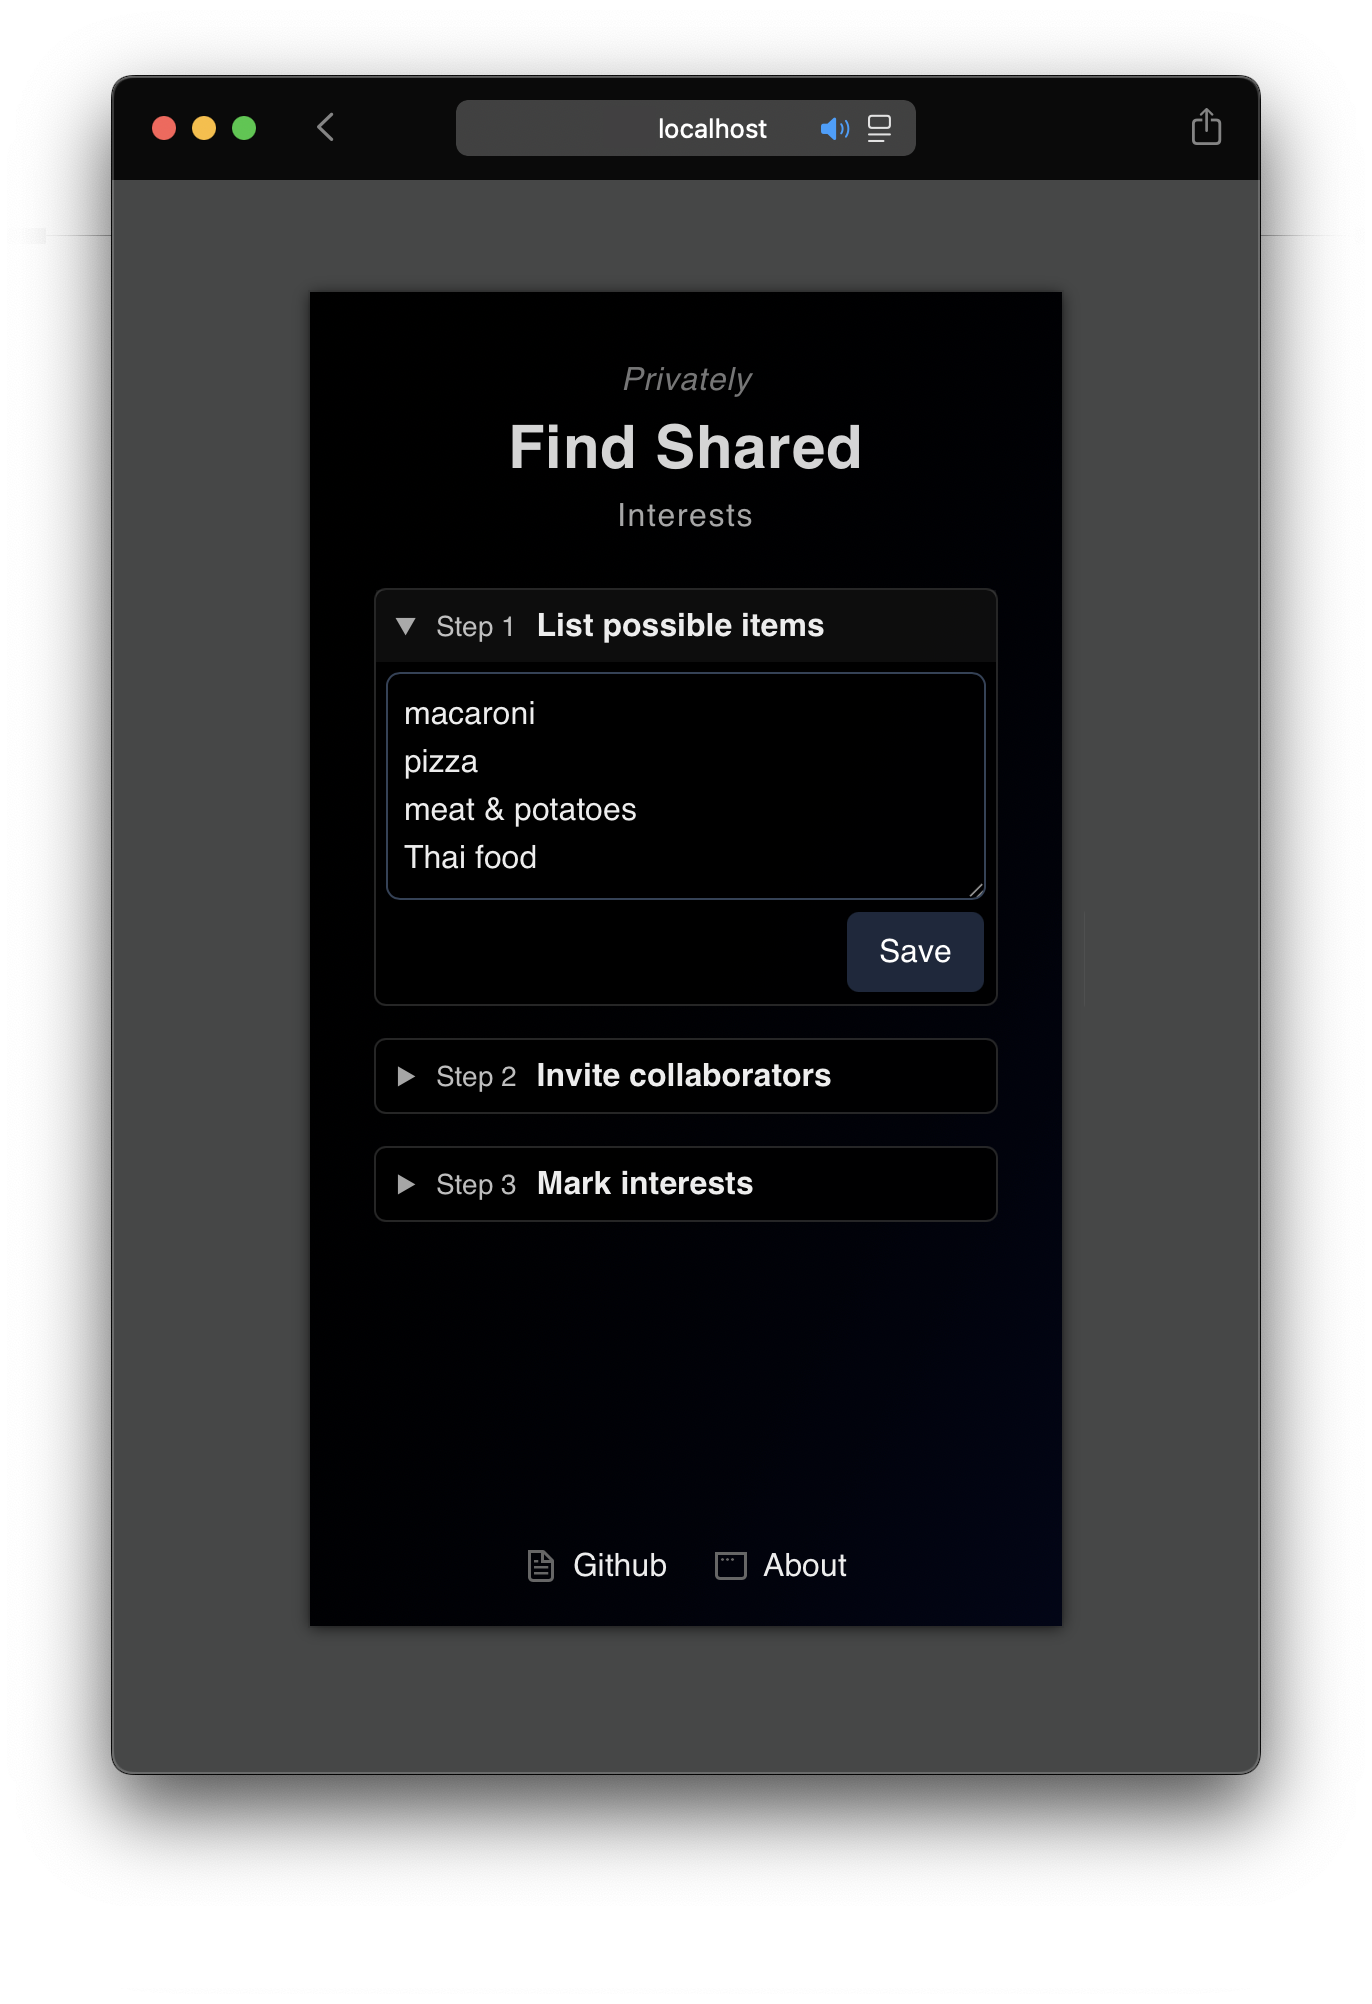 localhost
Privately
Find Shared
Interests
Step 1 List possible items
macaroni
pizza
meat & potatoes
Thai food
Save
Step 2 Invite collaborators
Step 3 Mark interests
Github About